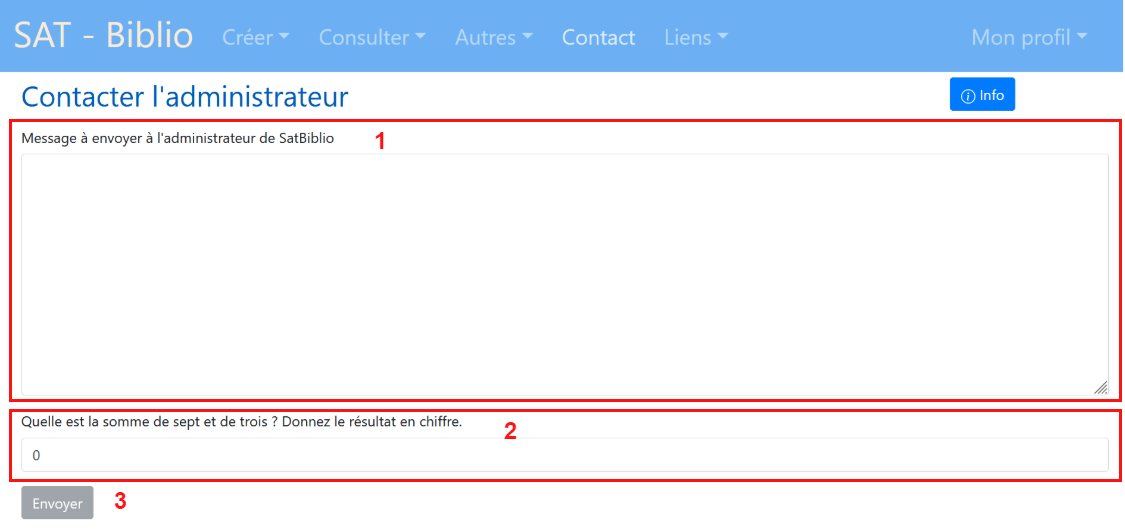 SAT - Biblio Créer Consulter Autres Contact Liens Mon profil
Contacter l'administrateur Info
Message à envoyer à l'administrateur de SatBiblio 1
Quelle est la somme de sept et de trois ? Donnez le résultat en chiffre. 2
0
Envoyer 3